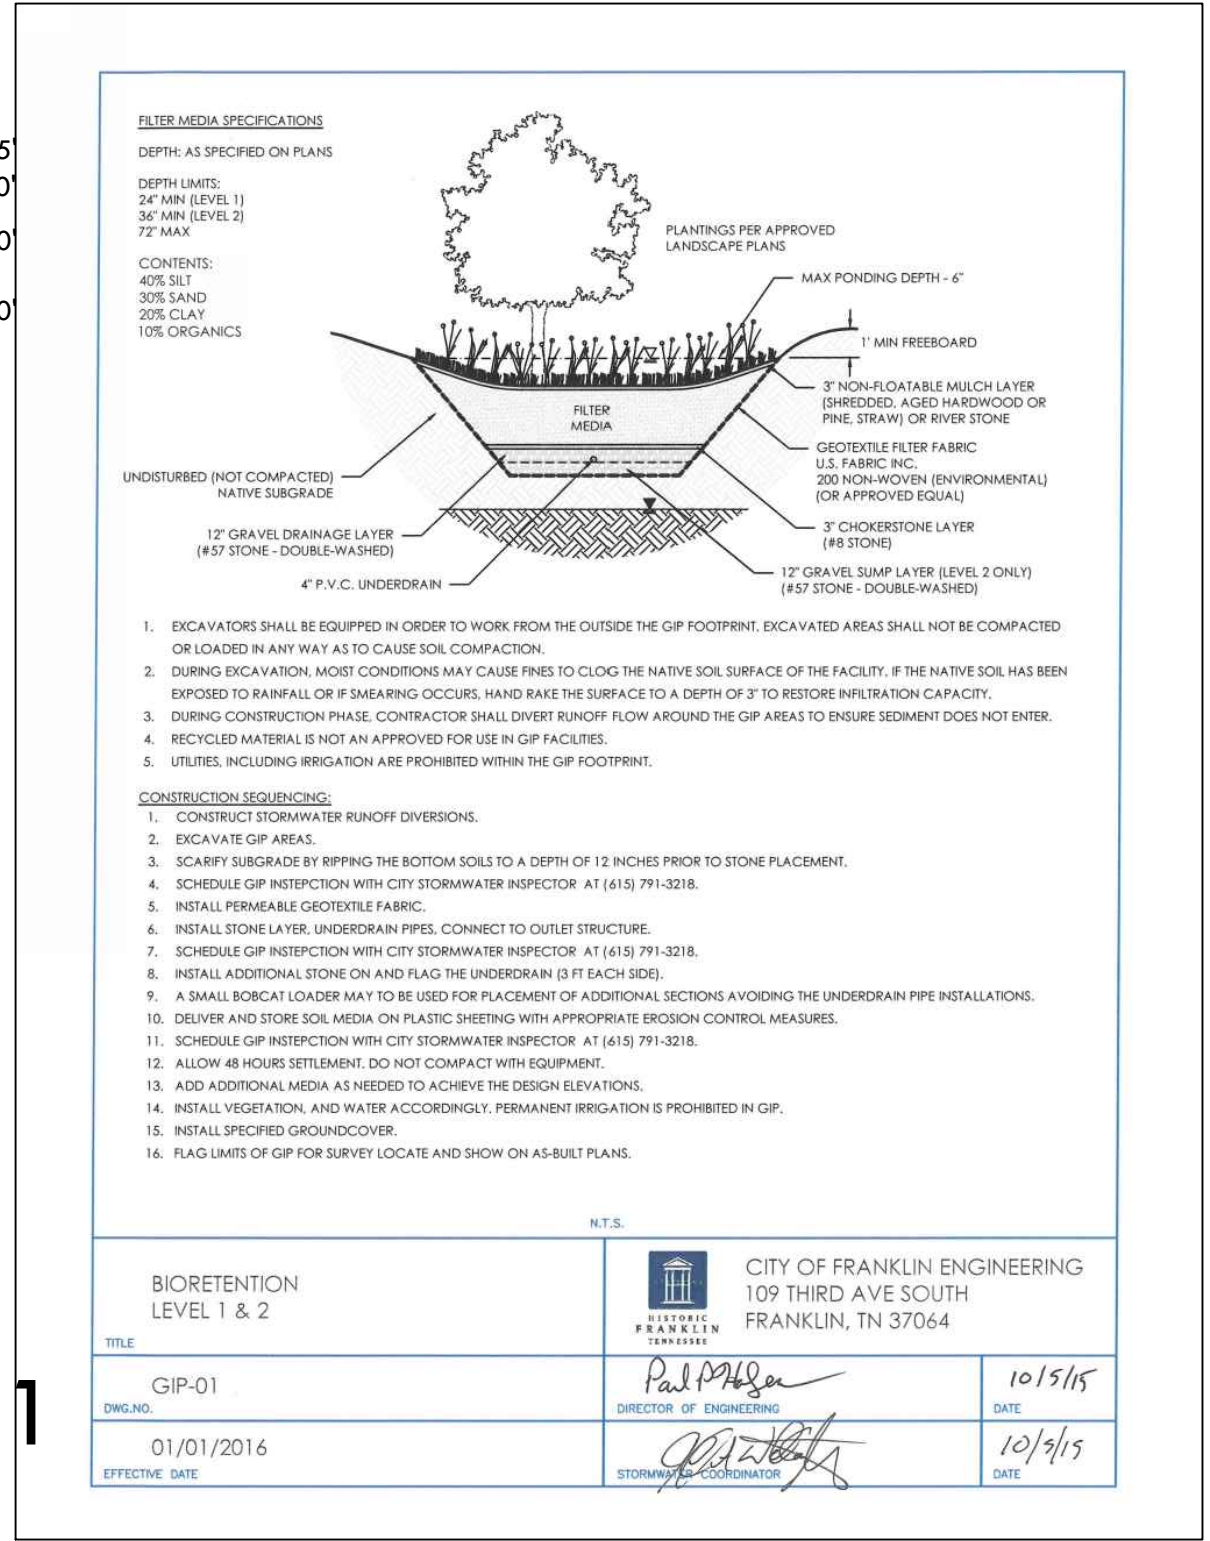 5'
0'
0'
0'
FILTER MEDIA SPECIFICATIONS
DEPTH: AS SPECIFIED ON PLANS
DEPTH LIMITS:
24" MIN (LEVEL 1)
36" MIN (LEVEL 2)
72" MAX
CONTENTS:
40% SILT
30% SAND
20% CLAY
10% ORGANICS
PLANTINGS PER APPROVED
LANDSCAPE PLANS
MAX PONDING DEPTH - 6"
1' MIN FREEBOARD
3" NON-FLOATABLE MULCH LAYER
(SHREDDED, AGED HARDWOOD OR
PINE, STRAW) OR RIVER STONE
FILTER
MEDIA
GEOTEXTILE FILTER FABRIC
U.S. FABRIC INC.
200 NON-WOVEN (ENVIRONMENTAL)
(OR APPROVED EQUAL)
UNDISTURBED (NOT COMPACTED)
NATIVE SUBGRADE
3" CHOKERSTONE LAYER
(#8 STONE)
12" GRAVEL DRAINAGE LAYER
(#57 STONE - DOUBLE-WASHED)
12" GRAVEL SUMP LAYER (LEVEL 2 ONLY)
(#57 STONE - DOUBLE-WASHED)
4" P.V.C. UNDERDRAIN
1. EXCAVATORS SHALL BE EQUIPPED IN ORDER TO WORK FROM THE OUTSIDE THE GIP FOOTPRINT. EXCAVATED AREAS SHALL NOT BE COMPACTED
OR LOADED IN ANY WAY AS TO CAUSE SOIL COMPACTION.
2. DURING EXCAVATION, MOIST CONDITIONS MAY CAUSE FINES TO CLOG THE NATIVE SOIL SURFACE OF THE FACILITY. IF THE NATIVE SOIL HAS BEEN
EXPOSED TO RAINFALL OR IF SMEARING OCCURS, HAND RAKE THE SURFACE TO A DEPTH OF 3" TO RESTORE INFILTRATION CAPACITY.
3. DURING CONSTRUCTION PHASE, CONTRACTOR SHALL DIVERT RUNOFF FLOW AROUND THE GIP AREAS TO ENSURE SEDIMENT DOES NOT ENTER.
4. RECYCLED MATERIAL IS NOT AN APPROVED FOR USE IN GIP FACILITIES.
5. UTILITIES, INCLUDING IRRIGATION ARE PROHIBITED WITHIN THE GIP FOOTPRINT.
CONSTRUCTION SEQUENCING:
1. CONSTRUCT STORMWATER RUNOFF DIVERSIONS.
2. EXCAVATE GIP AREAS.
3. SCARIFY SUBGRADE BY RIPPING THE BOTTOM SOILS TO A DEPTH OF 12 INCHES PRIOR TO STONE PLACEMENT.
4. SCHEDULE GIP INSTEPCTION WITH CITY STORMWATER INSPECTOR AT (615) 791-3218.
5. INSTALL PERMEABLE GEOTEXTILE FABRIC.
6. INSTALL STONE LAYER, UNDERDRAIN PIPES, CONNECT TO OUTLET STRUCTURE.
7. SCHEDULE GIP INSTEPCTION WITH CITY STORMWATER INSPECTOR AT (615) 791-3218.
8. INSTALL ADDITIONAL STONE ON AND FLAG THE UNDERDRAIN (3 FT EACH SIDE).
9. A SMALL BOBCAT LOADER MAY TO BE USED FOR PLACEMENT OF ADDITIONAL SECTIONS AVOIDING THE UNDERDRAIN PIPE INSTALLATIONS.
10. DELIVER AND STORE SOIL MEDIA ON PLASTIC SHEETING WITH APPROPRIATE EROSION CONTROL MEASURES.
11. SCHEDULE GIP INSTEPCTION WITH CITY STORMWATER INSPECTOR AT (615) 791-3218.
12. ALLOW 48 HOURS SETTLEMENT. DO NOT COMPACT WITH EQUIPMENT.
13. ADD ADDITIONAL MEDIA AS NEEDED TO ACHIEVE THE DESIGN ELEVATIONS.
14. INSTALL VEGETATION, AND WATER ACCORDINGLY. PERMANENT IRRIGATION IS PROHIBITED IN GIP.
15. INSTALL SPECIFIED GROUNDCOVER.
16. FLAG LIMITS OF GIP FOR SURVEY LOCATE AND SHOW ON AS-BUILT PLANS.
N.T.S.
BIORETENTION
LEVEL 1 & 2
TITLE
HISTORIC
FRANKLIN
TENNESSEE
CITY OF FRANKLIN ENGINEERING
109 THIRD AVE SOUTH
FRANKLIN, TN 37064
GIP-01
DWG.NO.
DIRECTOR OF ENGINEERING
10/5/15
DATE
1
01/01/2016
EFFECTIVE DATE
STORMWATER COORDINATOR
10/5/15
DATE